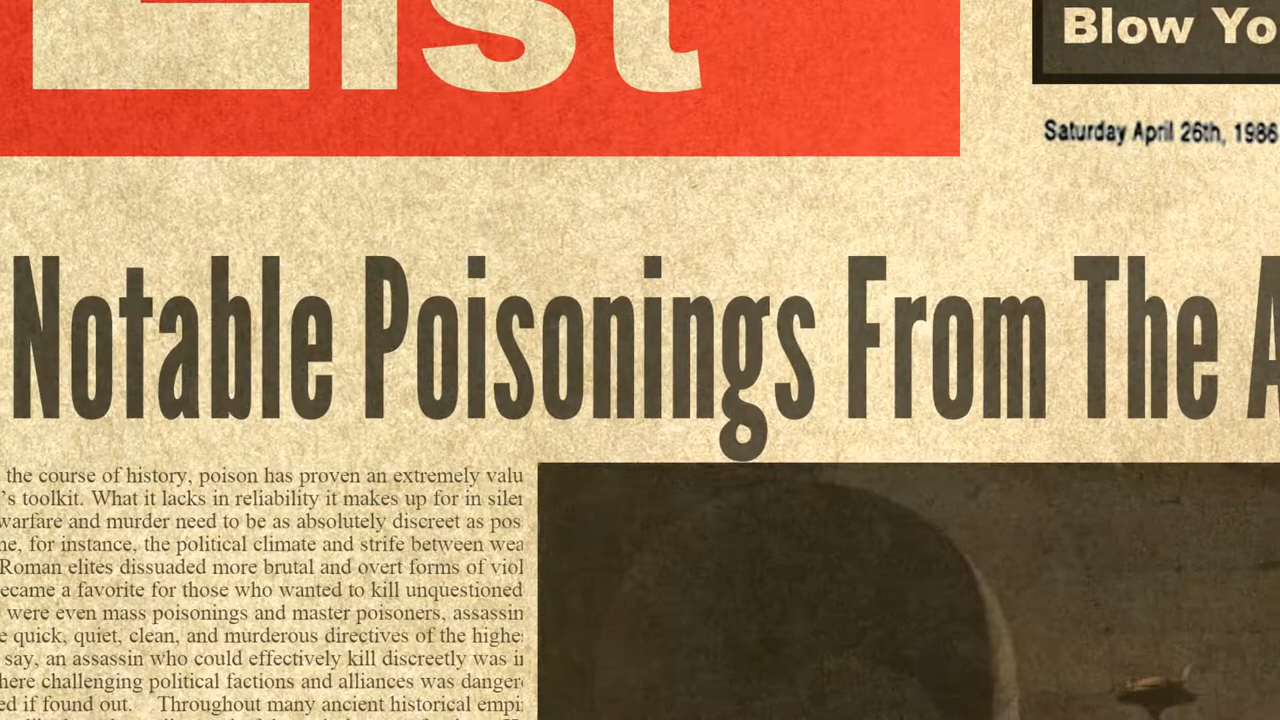 List
Blow Yo
Saturday April 26th, 1986
Notable Poisonings From The A
the course of history, poison has proven an extremely valu
's toolkit. What it lacks in reliability it makes up for in siler
warfare and murder need to be as absolutely discreet as pos
ne, for instance, the political climate and strife between wea
Roman elites dissuaded more brutal and overt forms of viol
ecame a favorite for those who wanted to kill unquestioned
were even mass poisonings and master poisoners, assassin
e quick, quiet, clean, and murderous directives of the highe
say, an assassin who could effectively kill discreetly was i
here challenging political factions and alliances was danger
ed if found out. Throughout many ancient historical empi